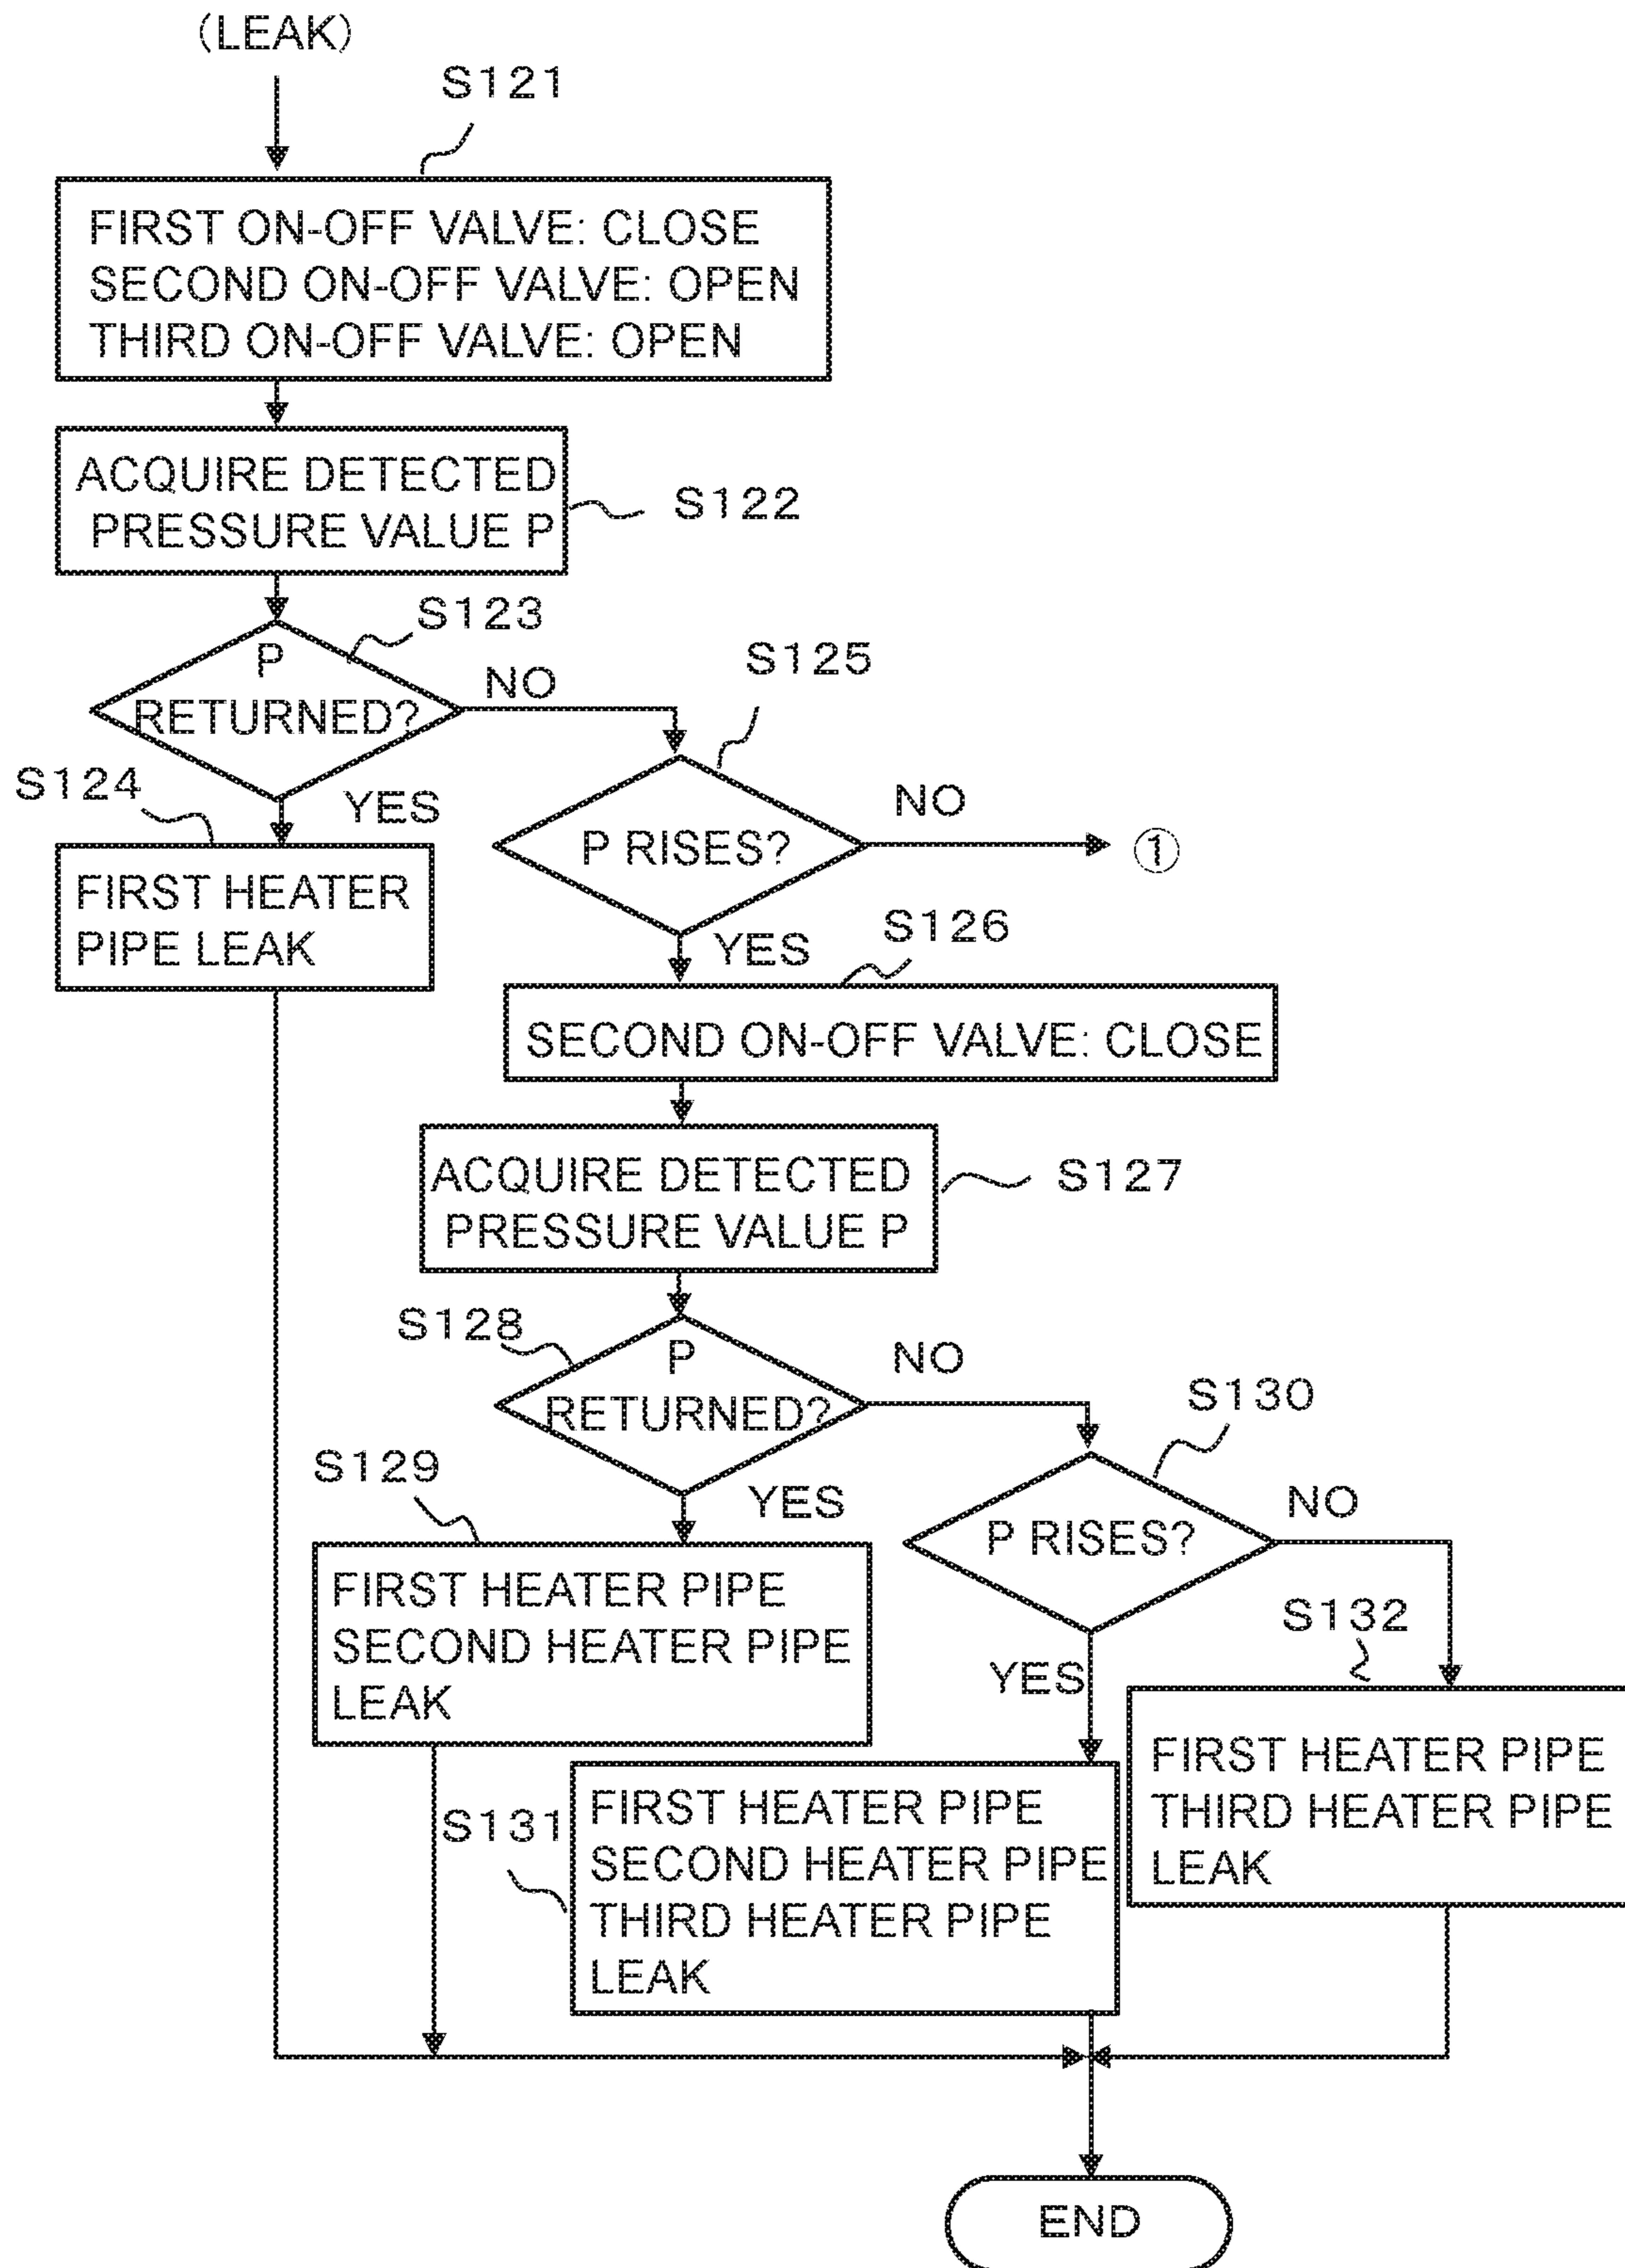 (LEAK)
S121
FIRST ON-OFF VALVE: CLOSE
SECOND ON-OFF VALVE: OPEN
THIRD ON-OFF VALVE: OPEN
ACQUIRE DETECTED
PRESSURE VALUE P
S122
S123
P
RETURNED?
NO
S125
S124
YES
P RISES?
NO
①
FIRST HEATER
PIPE LEAK
YES
S126
SECOND ON-OFF VALVE: CLOSE
ACQUIRE DETECTED
PRESSURE VALUE P
S127
S128
P
RETURNED?
NO
S130
S129
YES
P RISES?
NO
FIRST HEATER PIPE
SECOND HEATER PIPE
LEAK
YES
S132
S131
FIRST HEATER PIPE
SECOND HEATER PIPE
THIRD HEATER PIPE
LEAK
FIRST HEATER PIPE
THIRD HEATER PIPE
LEAK
END